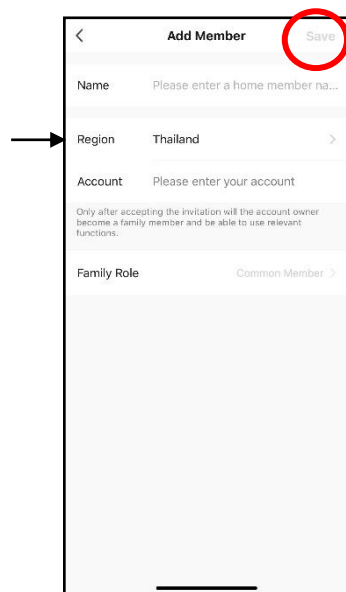 Add Member Save
Name Please enter a home member na...
Region Thailand
Account Please enter your account
Only after accepting the invitation will the account owner
become a family member and be able to use relevant
functions.
Family Role Common Member